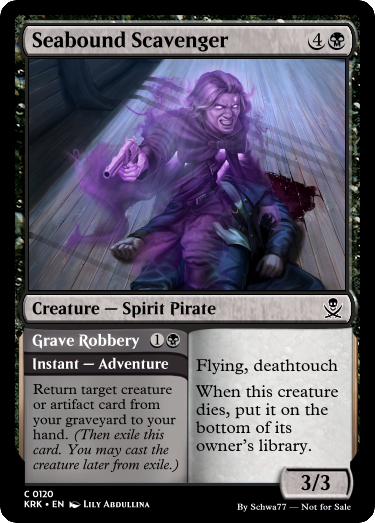 Seabound Scavenger 4
Creature — Spirit Pirate
Grave Robbery 1
Instant — Adventure
Return target creature
or artifact card from
your graveyard to your
hand. (Then exile this
card. You may cast the
creature later from exile.)
Flying, deathtouch
When this creature
dies, put it on the
bottom of its
owner's library.
3/3
C 0120
KRK • EN Lily Abdullina
By Schwa77 — Not for Sale